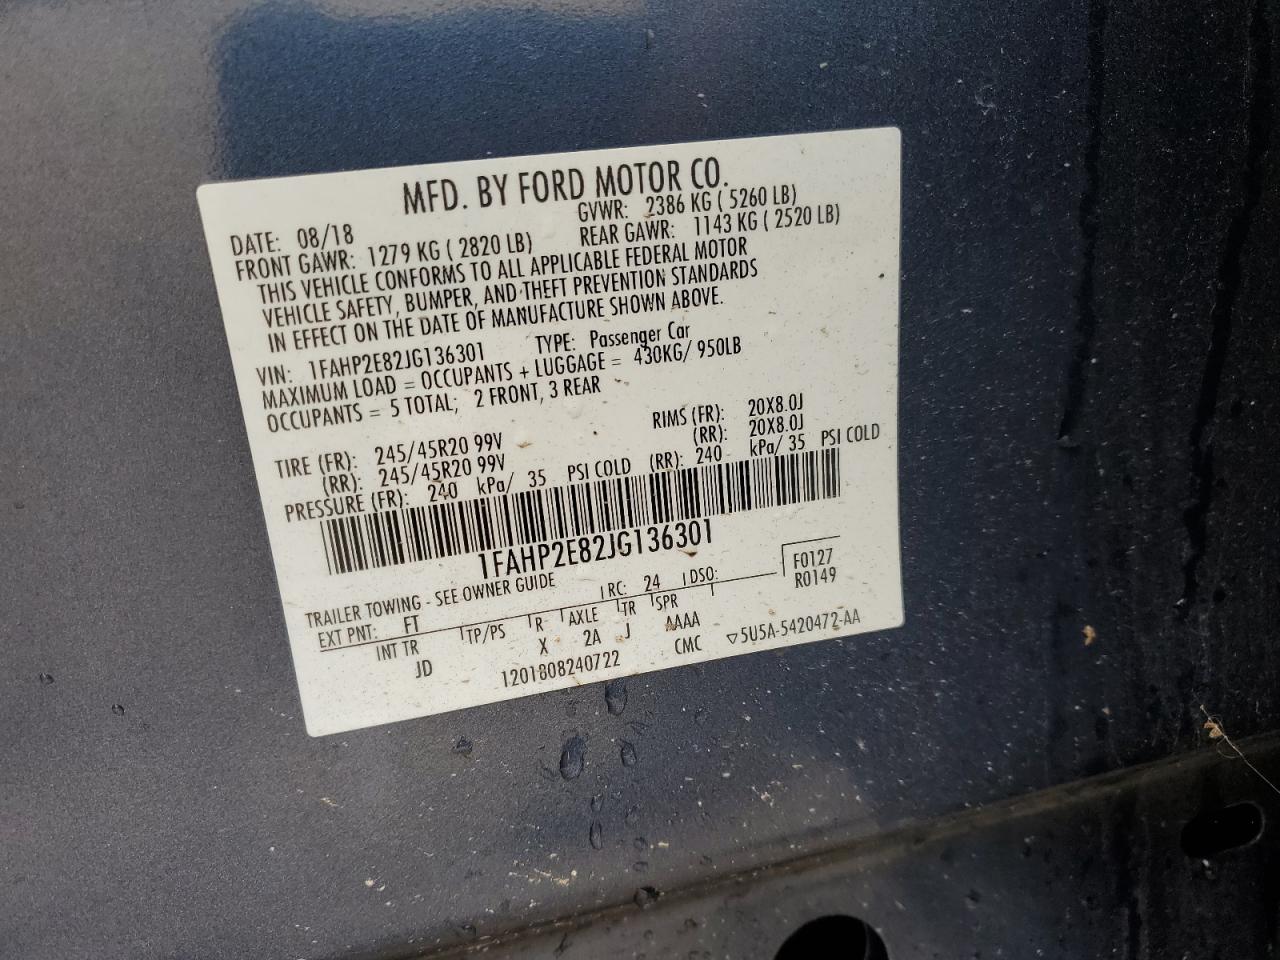 MFD. BY FORD MOTOR CO.
DATE: 08/18 GVWR: 2386 KG ( 5260 LB)
FRONT GAWR: 1279 KG ( 2820 LB) REAR GAWR: 1143 KG ( 2520 LB)
THIS VEHICLE CONFORMS TO ALL APPLICABLE FEDERAL MOTOR
VEHICLE SAFETY, BUMPER, AND THEFT PREVENTION STANDARDS
IN EFFECT ON THE DATE OF MANUFACTURE SHOWN ABOVE.
VIN: 1FAHP2E82JG136301 TYPE: Passenger Car
MAXIMUM LOAD = OCCUPANTS + LUGGAGE = 430KG/ 950LB
OCCUPANTS = 5 TOTAL; 2 FRONT, 3 REAR
TIRE (FR): 245/45R20 99V RIMS (FR): 20X8.0J
(RR): 245/45R20 99V (RR): 20X8.0J
PRESSURE (FR): 240 kPa/ 35 PSI COLD (RR): 240 kPa/ 35 PSI COLD
1FAHP2E82JG136301
TRAILER TOWING - SEE OWNER GUIDE
EXT PNT: FT RC: 24 DSO: F0127
R0149
INT TR TP/PS R AXLE TR SPR
JD X 2A J AAAA
1201808240722 CMC ▽5U5A-5420472-AA